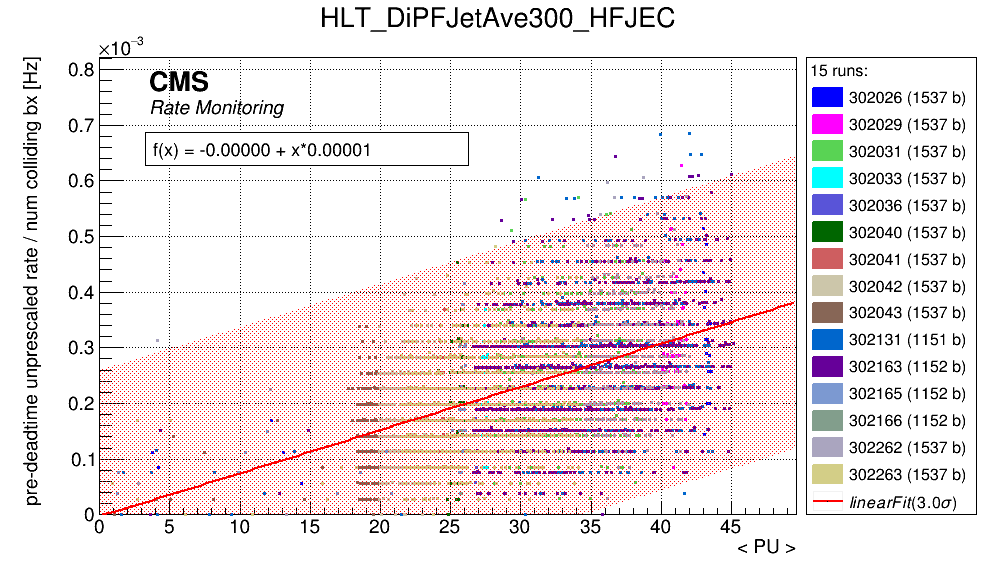 HLT_DiPFJetAve300_HFJEC
×10⁻³
pre-deadtime unprescaled rate / num colliding bx [Hz]
0.8
0.7
0.6
0.5
0.4
0.3
0.2
0.1
0
CMS
Rate Monitoring
f(x) = -0.00000 + x*0.00001
0 5 10 15 20 25 30 35 40 45
< PU >
15 runs:
302026 (1537 b)
302029 (1537 b)
302031 (1537 b)
302033 (1537 b)
302036 (1537 b)
302040 (1537 b)
302041 (1537 b)
302042 (1537 b)
302043 (1537 b)
302131 (1151 b)
302163 (1152 b)
302165 (1152 b)
302166 (1152 b)
302262 (1537 b)
302263 (1537 b)
linearFit(3.0σ)